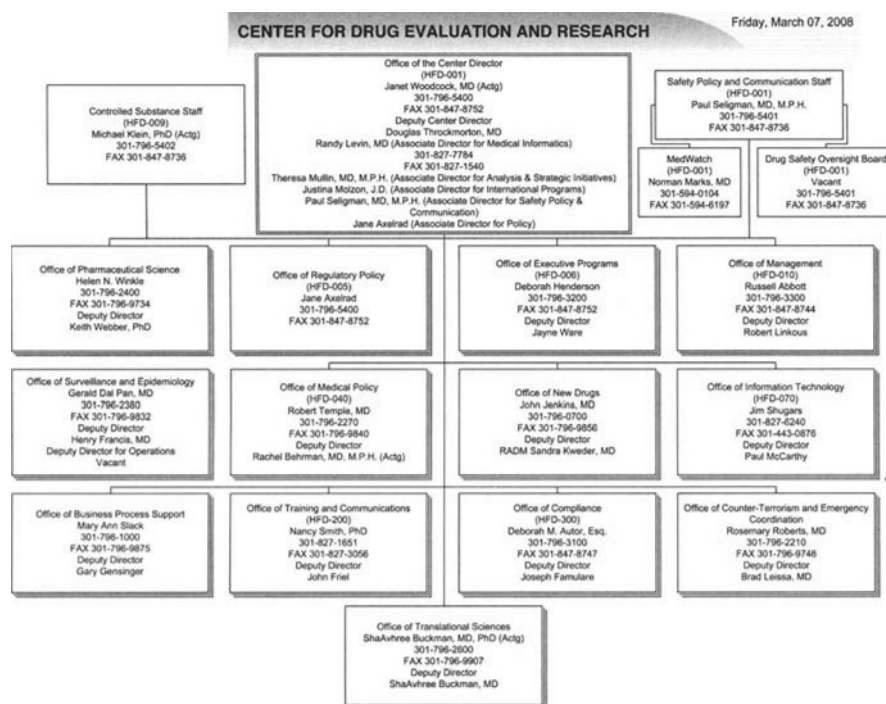 CENTER FOR DRUG EVALUATION AND RESEARCH
Friday, March 07, 2008
Office of the Center Director
(HFD-001)
Janet Woodcock, MD (Actg)
301-796-5400
FAX 301-847-8752
Deputy Center Director
Douglas Throckmorton, MD
Randy Levin, MD (Associate Director for Medical Informatics)
301-827-7784
FAX 301-827-1540
Theresa Mullin, MD, M.P.H. (Associate Director for Analysis & Strategic Initiatives)
Justina Molzon, J.D. (Associate Director for International Programs)
Paul Seligman, MD, M.P.H. (Associate Director for Safety Policy &
Communication)
Jane Axelrad (Associate Director for Policy)
Controlled Substance Staff
(HFD-009)
Michael Klein, PhD (Actg)
301-796-5402
FAX 301-847-8736
Safety Policy and Communication Staff
(HFD-001)
Paul Seligman, MD, M.P.H.
301-796-5401
FAX 301-847-8736
MedWatch
(HFD-001)
Norman Marks, MD
301-594-0104
FAX 301-594-6197
Drug Safety Oversight Board
(HFD-001)
Vacant
301-796-5401
FAX 301-847-8736
Office of Pharmaceutical Science
Helen N. Winkle
301-796-2400
FAX 301-796-9734
Deputy Director
Keith Webber, PhD
Office of Regulatory Policy
(HFD-005)
Jane Axelrad
301-796-5400
FAX 301-847-8752
Office of Executive Programs
(HFD-006)
Deborah Henderson
301-796-3200
FAX 301-847-8752
Deputy Director
Jayne Ware
Office of Management
(HFD-010)
Russell Abbott
301-796-3300
FAX 301-847-8744
Deputy Director
Robert Linkous
Office of Surveillance and Epidemiology
Gerald Dal Pan, MD
301-796-2380
FAX 301-796-9832
Deputy Director
Henry Francis, MD
Deputy Director for Operations
Vacant
Office of Medical Policy
(HFD-040)
Robert Temple, MD
301-796-2270
FAX 301-796-9840
Deputy Director
Rachel Behrman, MD, M.P.H. (Actg)
Office of New Drugs
John Jenkins, MD
301-796-0700
FAX 301-796-9856
Deputy Director
RADM Sandra Kweder, MD
Office of Information Technology
(HFD-070)
Jim Shugars
301-827-6240
FAX 301-443-0876
Deputy Director
Paul McCarthy
Office of Business Process Support
Mary Ann Slack
301-796-1000
FAX 301-796-9875
Deputy Director
Gary Gensinger
Office of Training and Communications
(HFD-200)
Nancy Smith, PhD
301-827-1651
FAX 301-827-3056
Deputy Director
John Friel
Office of Compliance
(HFD-300)
Deborah M. Autor, Esq.
301-796-3100
FAX 301-847-8747
Deputy Director
Joseph Famulare
Office of Counter-Terrorism and Emergency
Coordination
Rosemary Roberts, MD
301-796-2210
FAX 301-796-9746
Deputy Director
Brad Leissa, MD
Office of Translational Sciences
ShaAvhree Buckman, MD, PhD (Actg)
301-796-2600
FAX 301-796-9907
Deputy Director
ShaAvhree Buckman, MD